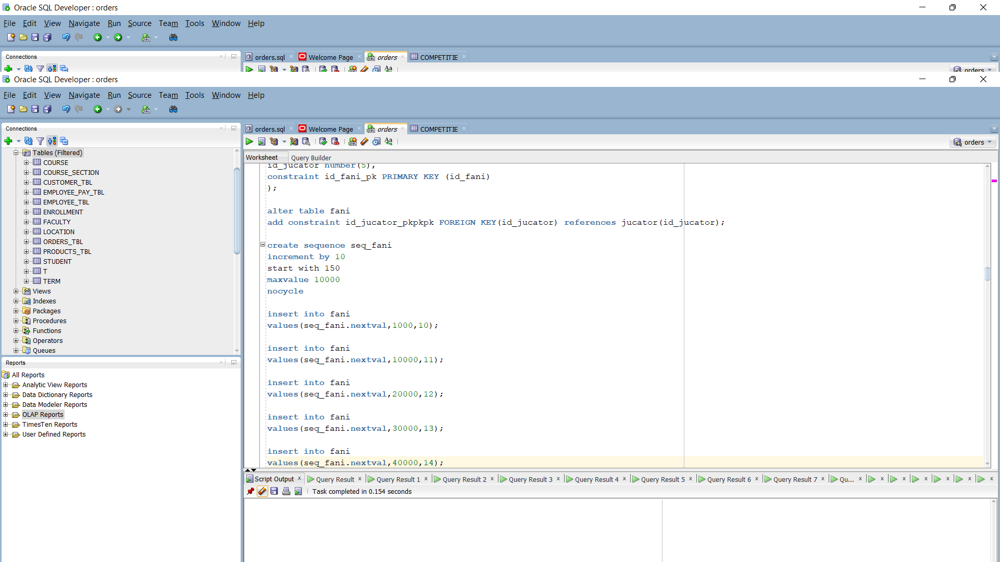 Oracle SQL Developer : orders
File Edit View Navigate Run Source Team Tools Window Help
Connections
orders.sql Welcome Page orders COMPETITIE
orders
Oracle SQL Developer : orders
File Edit View Navigate Run Source Team Tools Window Help
Connections
orders.sql Welcome Page orders COMPETITIE
orders
Tables (Filtered)
COURSE
COURSE_SECTION
CUSTOMER_TBL
EMPLOYEE_PAY_TBL
EMPLOYEE_TBL
ENROLLMENT
FACULTY
LOCATION
ORDERS_TBL
PRODUCTS_TBL
STUDENT
T
TERM
Views
Indexes
Packages
Procedures
Functions
Operators
Queues
Reports
All Reports
Analytic View Reports
Data Dictionary Reports
Data Modeler Reports
OLAP Reports
TimesTen Reports
User Defined Reports
Worksheet Query Builder
id_jucator number(5),
constraint id_fani_pk PRIMARY KEY (id_fani)
);
alter table fani
add constraint id_jucator_pkpkpk FOREIGN KEY(id_jucator) references jucator(id_jucator);
create sequence seq_fani
increment by 10
start with 150
maxvalue 10000
nocycle
insert into fani
values(seq_fani.nextval,1000,10);
insert into fani
values(seq_fani.nextval,10000,11);
insert into fani
values(seq_fani.nextval,20000,12);
insert into fani
values(seq_fani.nextval,30000,13);
insert into fani
values(seq_fani.nextval,40000,14);
Script Output Query Result Query Result 1 Query Result 2 Query Result 3 Query Result 4 Query Result 5 Query Result 6 Query Result 7 Qu...
Task completed in 0.154 seconds